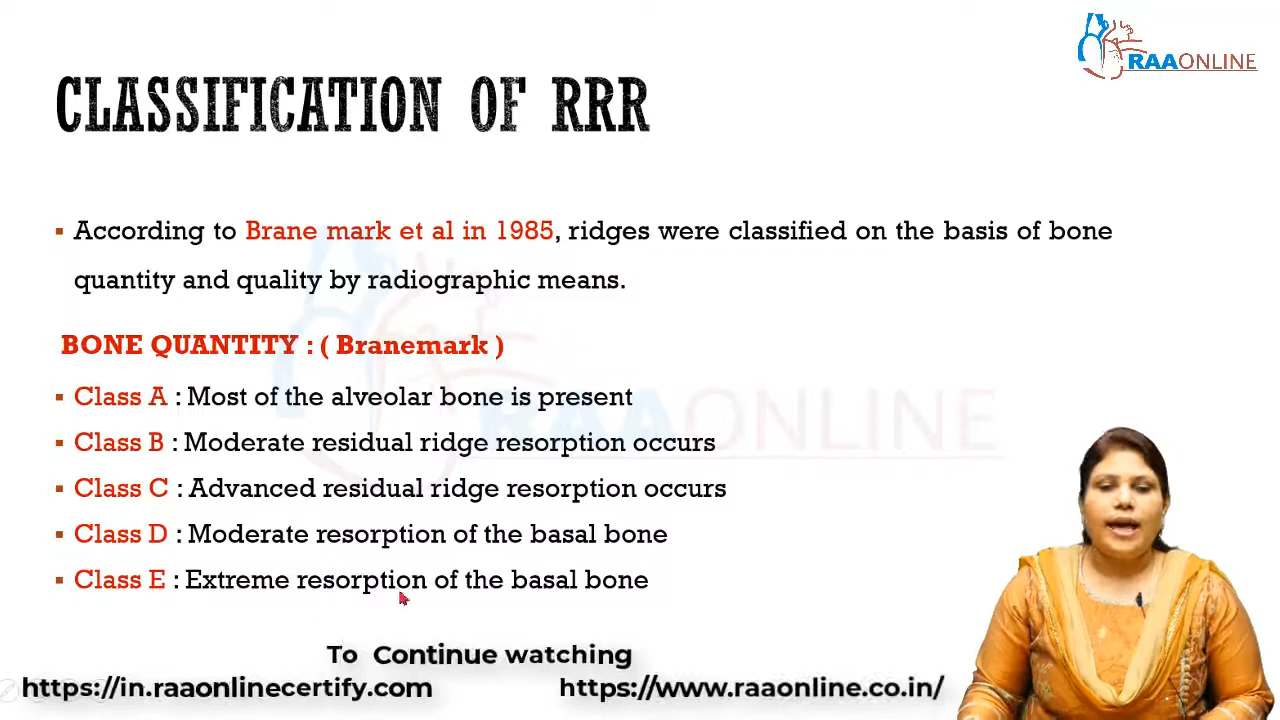 RAAONLINE
CLASSIFICATION OF RRR
▪ According to Brane mark et al in 1985, ridges were classified on the basis of bone
quantity and quality by radiographic means.
BONE QUANTITY : ( Branemark )
▪ Class A : Most of the alveolar bone is present
▪ Class B : Moderate residual ridge resorption occurs
▪ Class C : Advanced residual ridge resorption occurs
▪ Class D : Moderate resorption of the basal bone
▪ Class E : Extreme resorption of the basal bone
RAAONLINE
To Continue watching
https://in.raaonlinecertify.com https://www.raaonline.co.in/